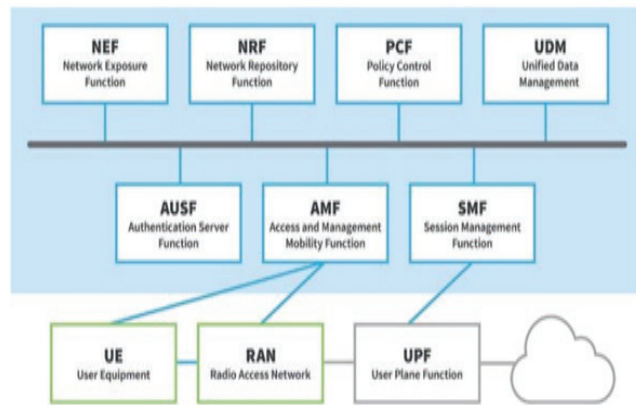 NEF
Network Exposure
Function
NRF
Network Repository
Function
PCF
Policy Control
Function
UDM
Unified Data
Management
AUSF
Authentication Server
Function
AMF
Access and Management
Mobility Function
SMF
Session Management
Function
UE
User Equipment
RAN
Radio Access Network
UPF
User Plane Function